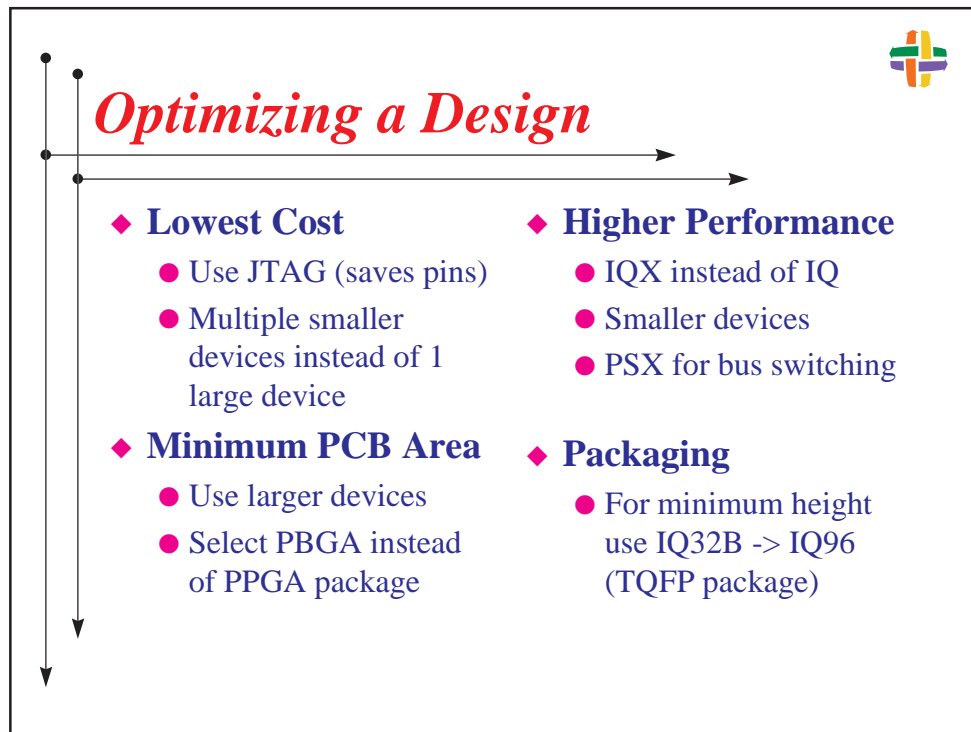 Optimizing a Design
Lowest Cost
Use JTAG (saves pins)
Multiple smaller
devices instead of 1
large device
Minimum PCB Area
Use larger devices
Select PBGA instead
of PPGA package
Higher Performance
IQX instead of IQ
Smaller devices
PSX for bus switching
Packaging
For minimum height
use IQ32B -> IQ96
(TQFP package)